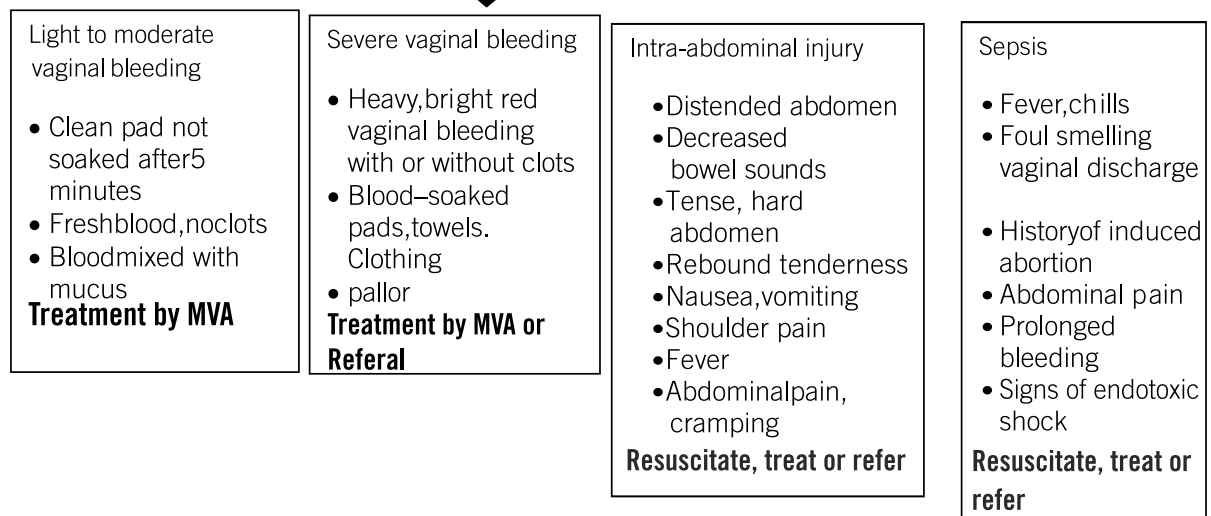 Light to moderate
vaginal bleeding
• Clean pad not
soaked after5
minutes
• Freshblood,noclots
• Bloodmixed with
mucus
Treatment by MVA
Severe vaginal bleeding
• Heavy,bright red
vaginal bleeding
with or without clots
• Blood–soaked
pads,towels.
Clothing
• pallor
Treatment by MVA or
Referal
Intra-abdominal injury
•Distended abdomen
•Decreased
bowel sounds
•Tense, hard
abdomen
•Rebound tenderness
•Nausea,vomiting
•Shoulder pain
•Fever
•Abdominalpain,
cramping
Resuscitate, treat or refer
Sepsis
• Fever,chills
• Foul smelling
vaginal discharge
• Historyof induced
abortion
• Abdominal pain
• Prolonged
bleeding
• Signs of endotoxic
shock
Resuscitate, treat or
refer